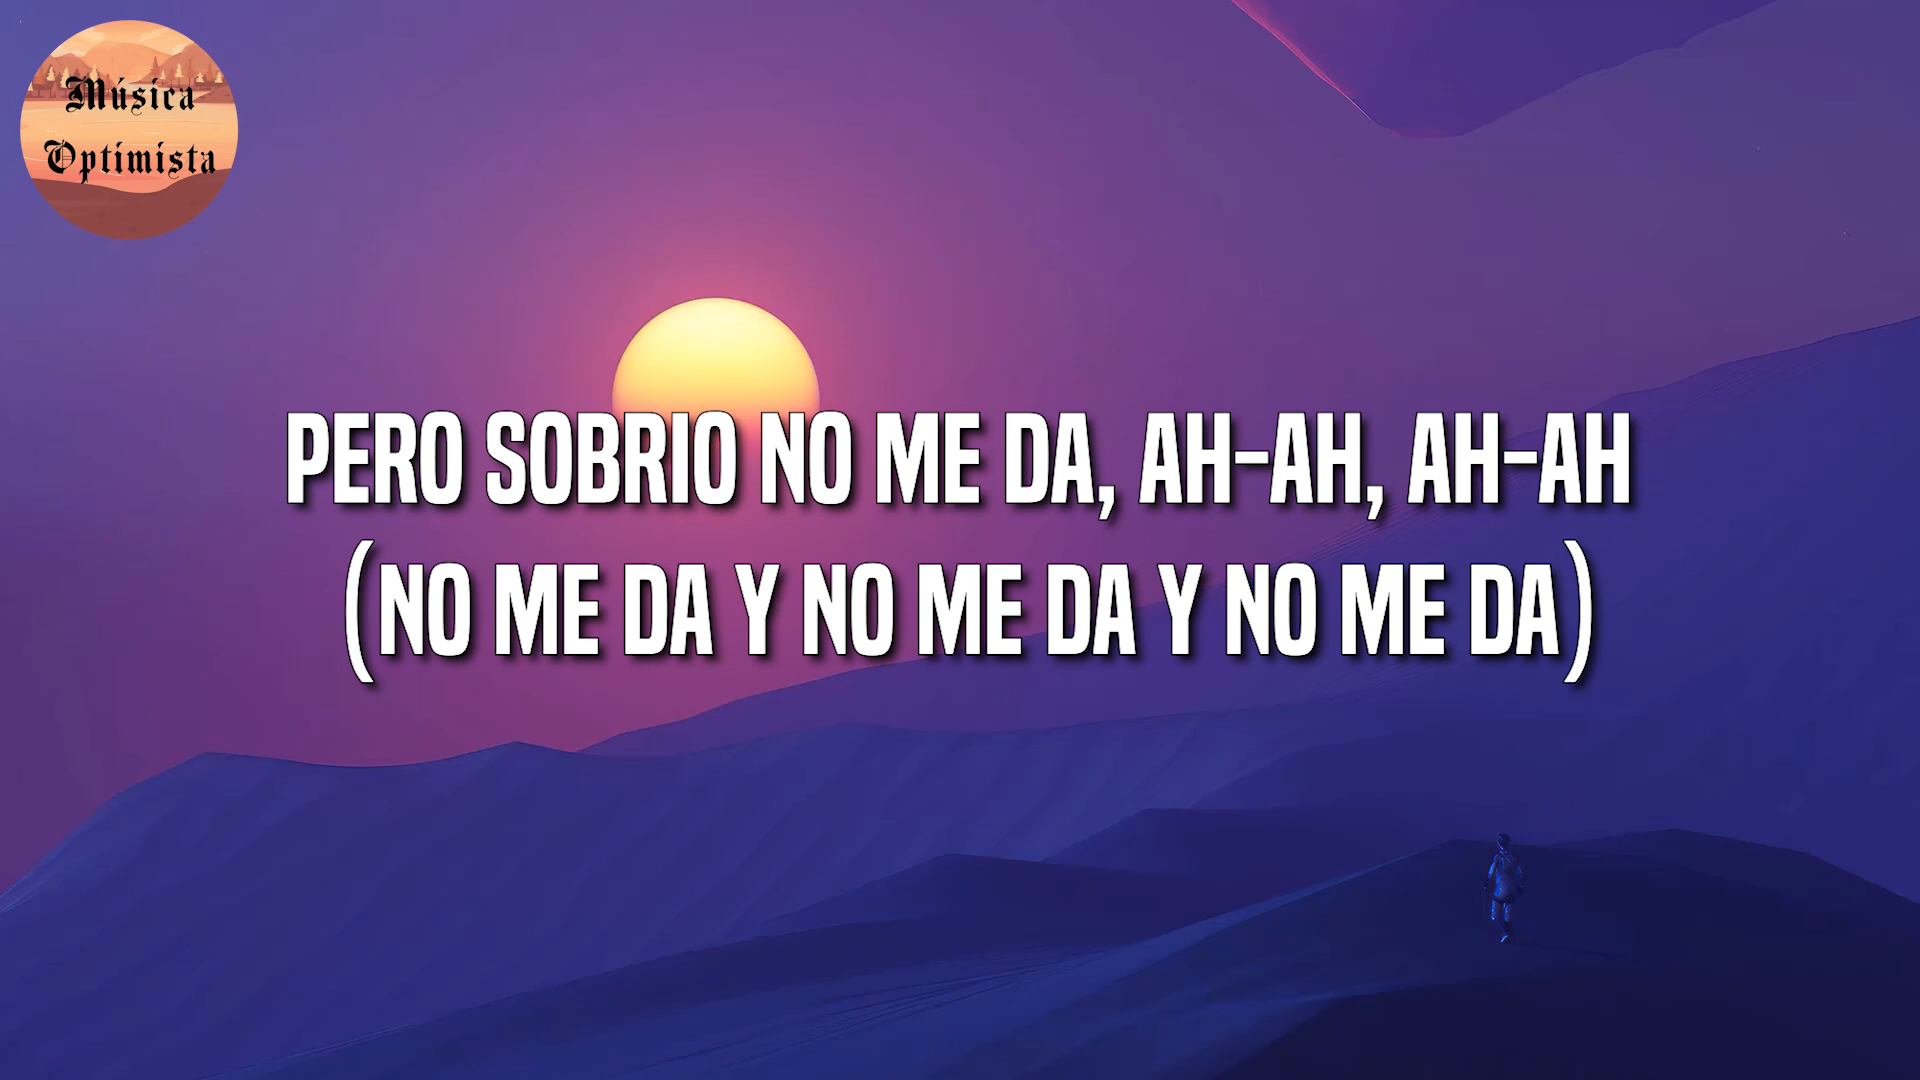 Música
Optimista
PERO SOBRIO NO ME DA, AH-AH, AH-AH
(NO ME DA Y NO ME DA Y NO ME DA)